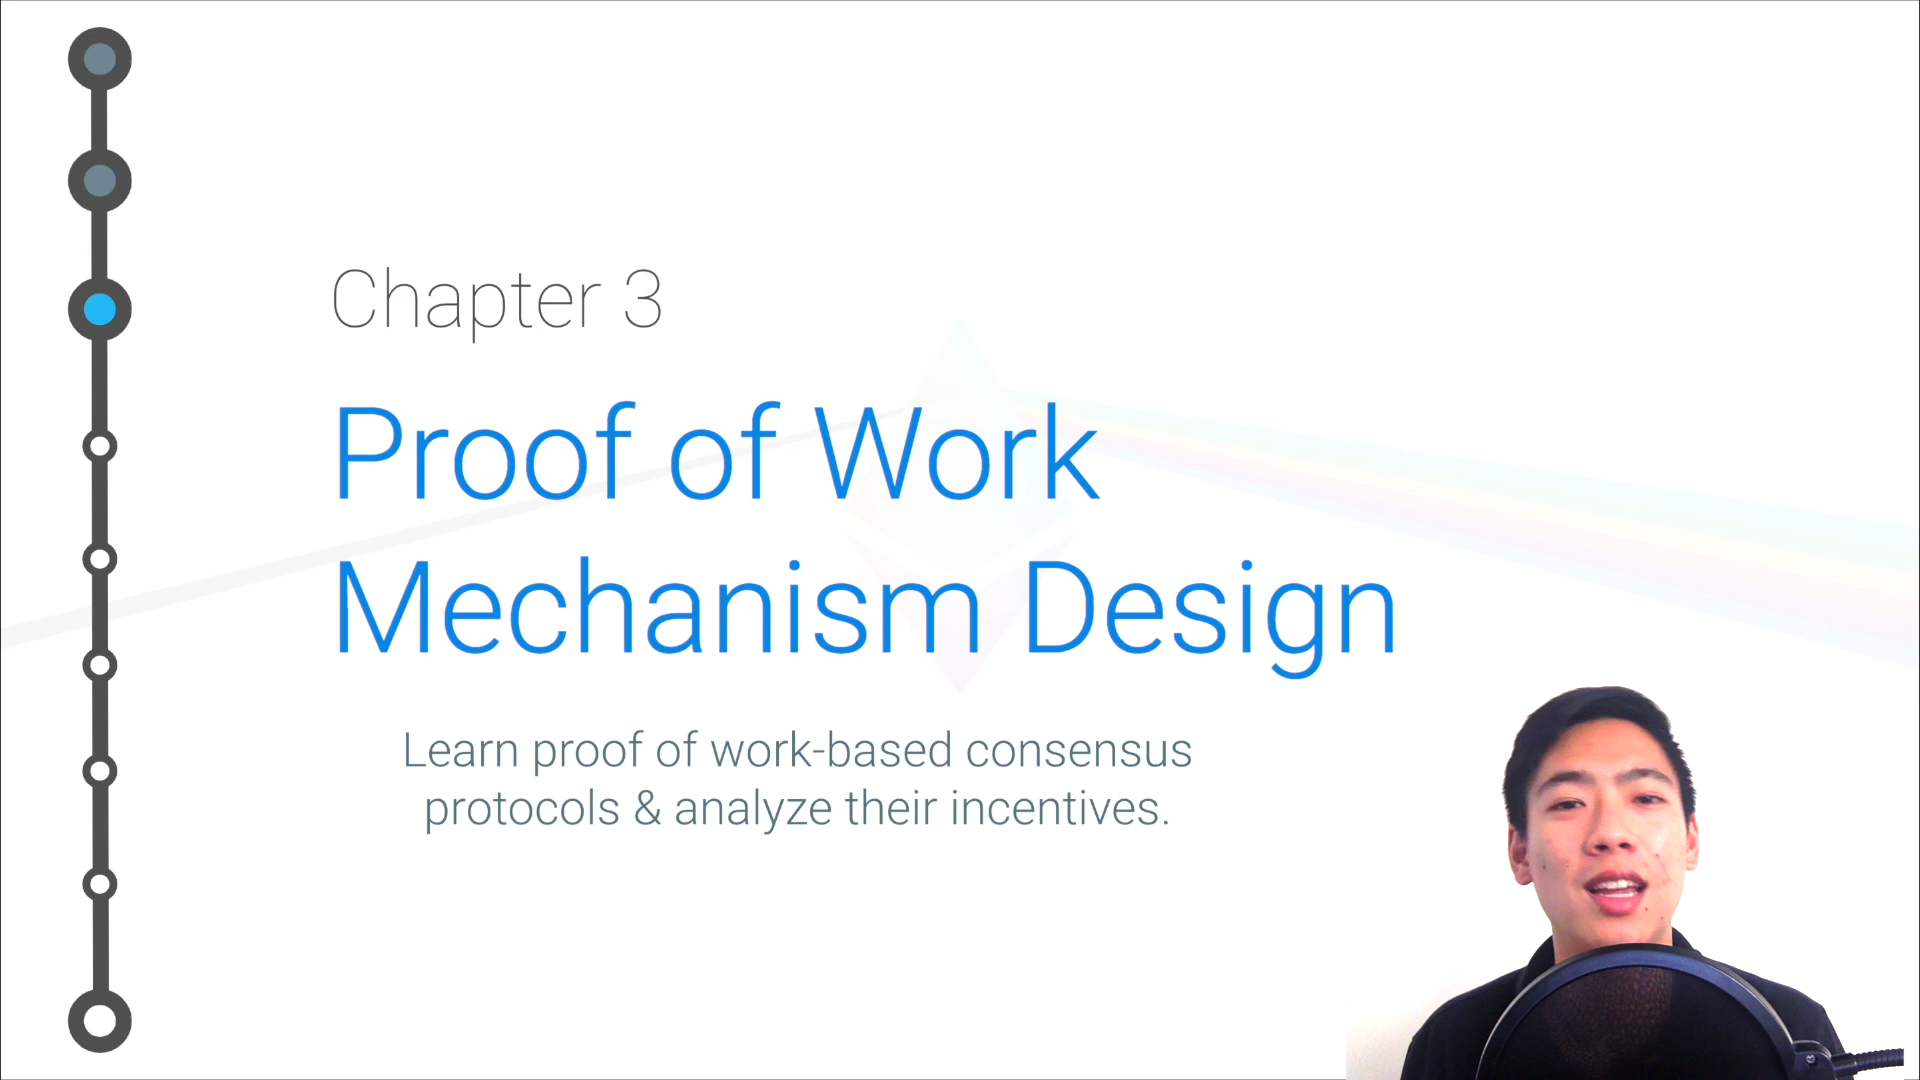 Chapter 3
Proof of Work
Mechanism Design
Learn proof of work-based consensus
protocols & analyze their incentives.